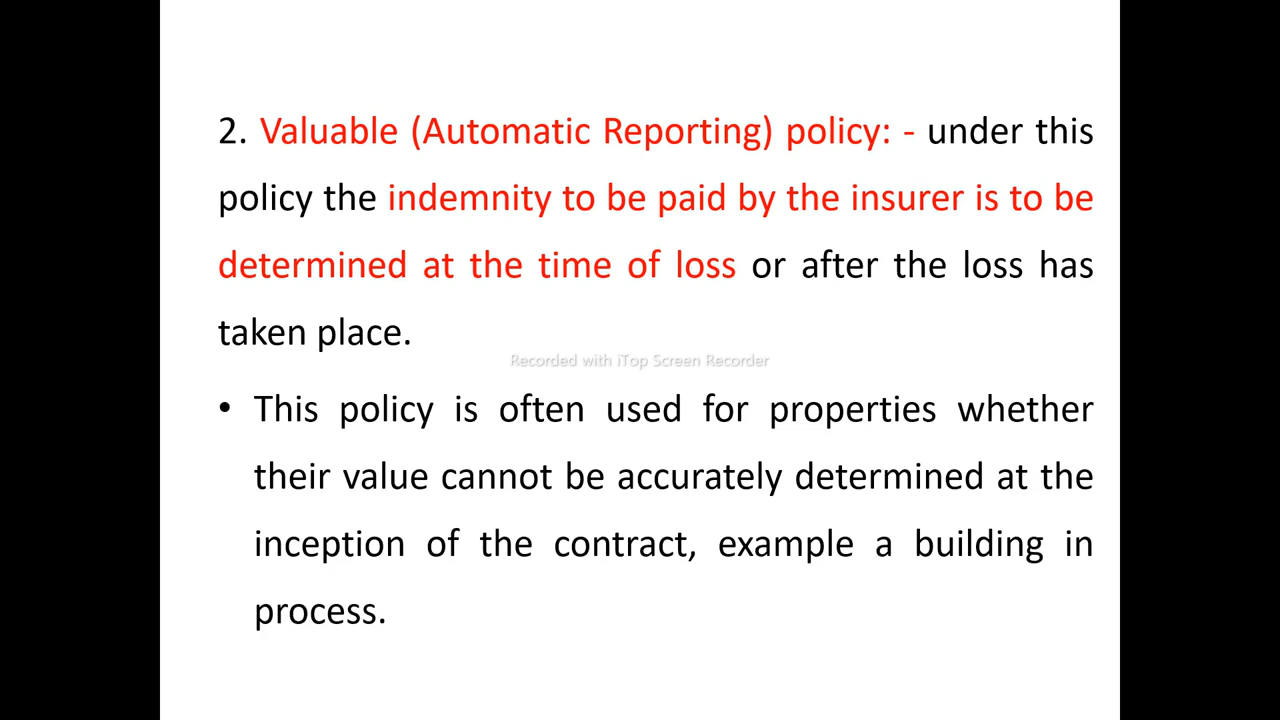 2. Valuable (Automatic Reporting) policy: - under this
policy the indemnity to be paid by the insurer is to be
determined at the time of loss or after the loss has
taken place.
Recorded with iTop Screen Recorder
• This policy is often used for properties whether
their value cannot be accurately determined at the
inception of the contract, example a building in
process.